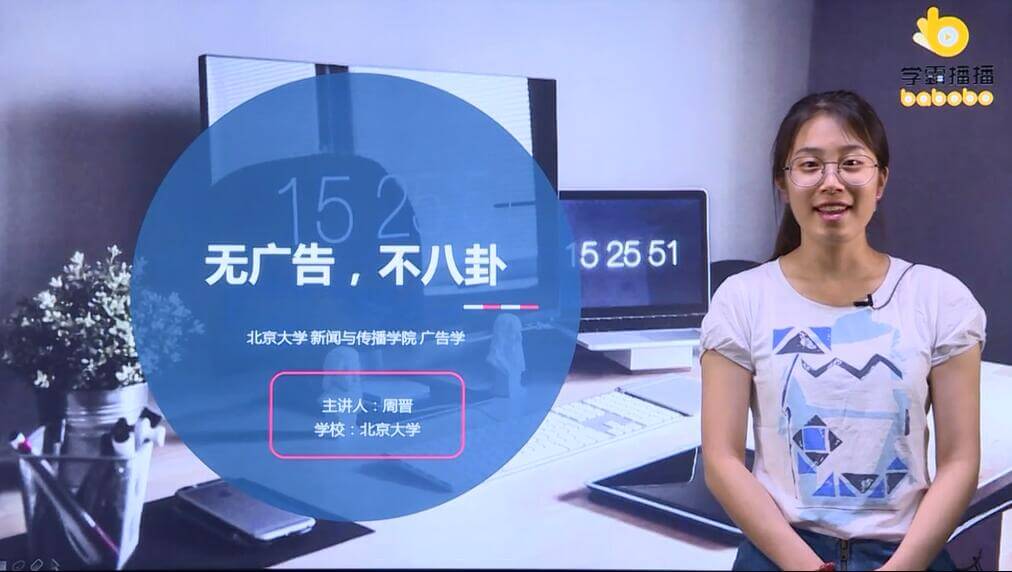 学霸播播
bababa
15 25
15 25 51
无广告，不八卦
北京大学 新闻与传播学院 广告学
主讲人：周晋
学校：北京大学